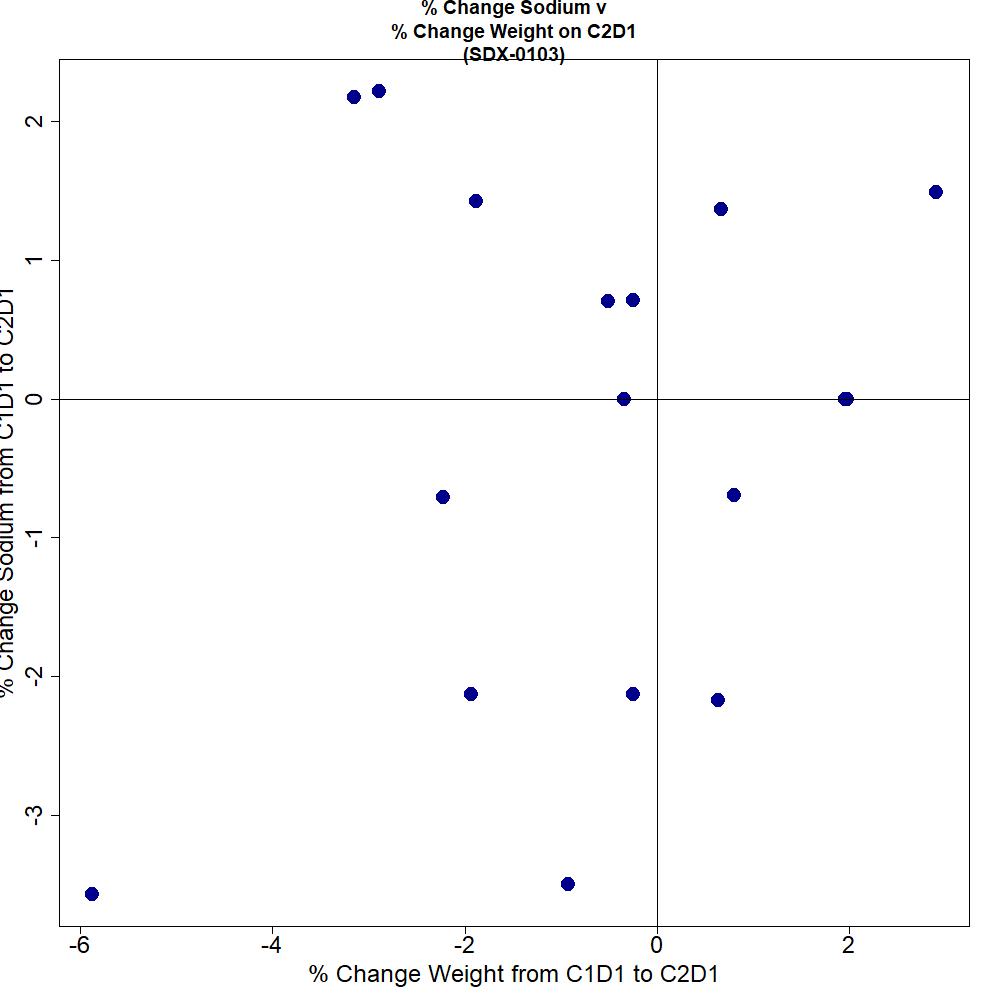 % Change Sodium v
% Change Weight on C2D1
(SDX-0103)
% Change Sodium from C1D1 to C2D1
2
1
0
-1
-2
-3
-6
-4
-2
0
2
% Change Weight from C1D1 to C2D1